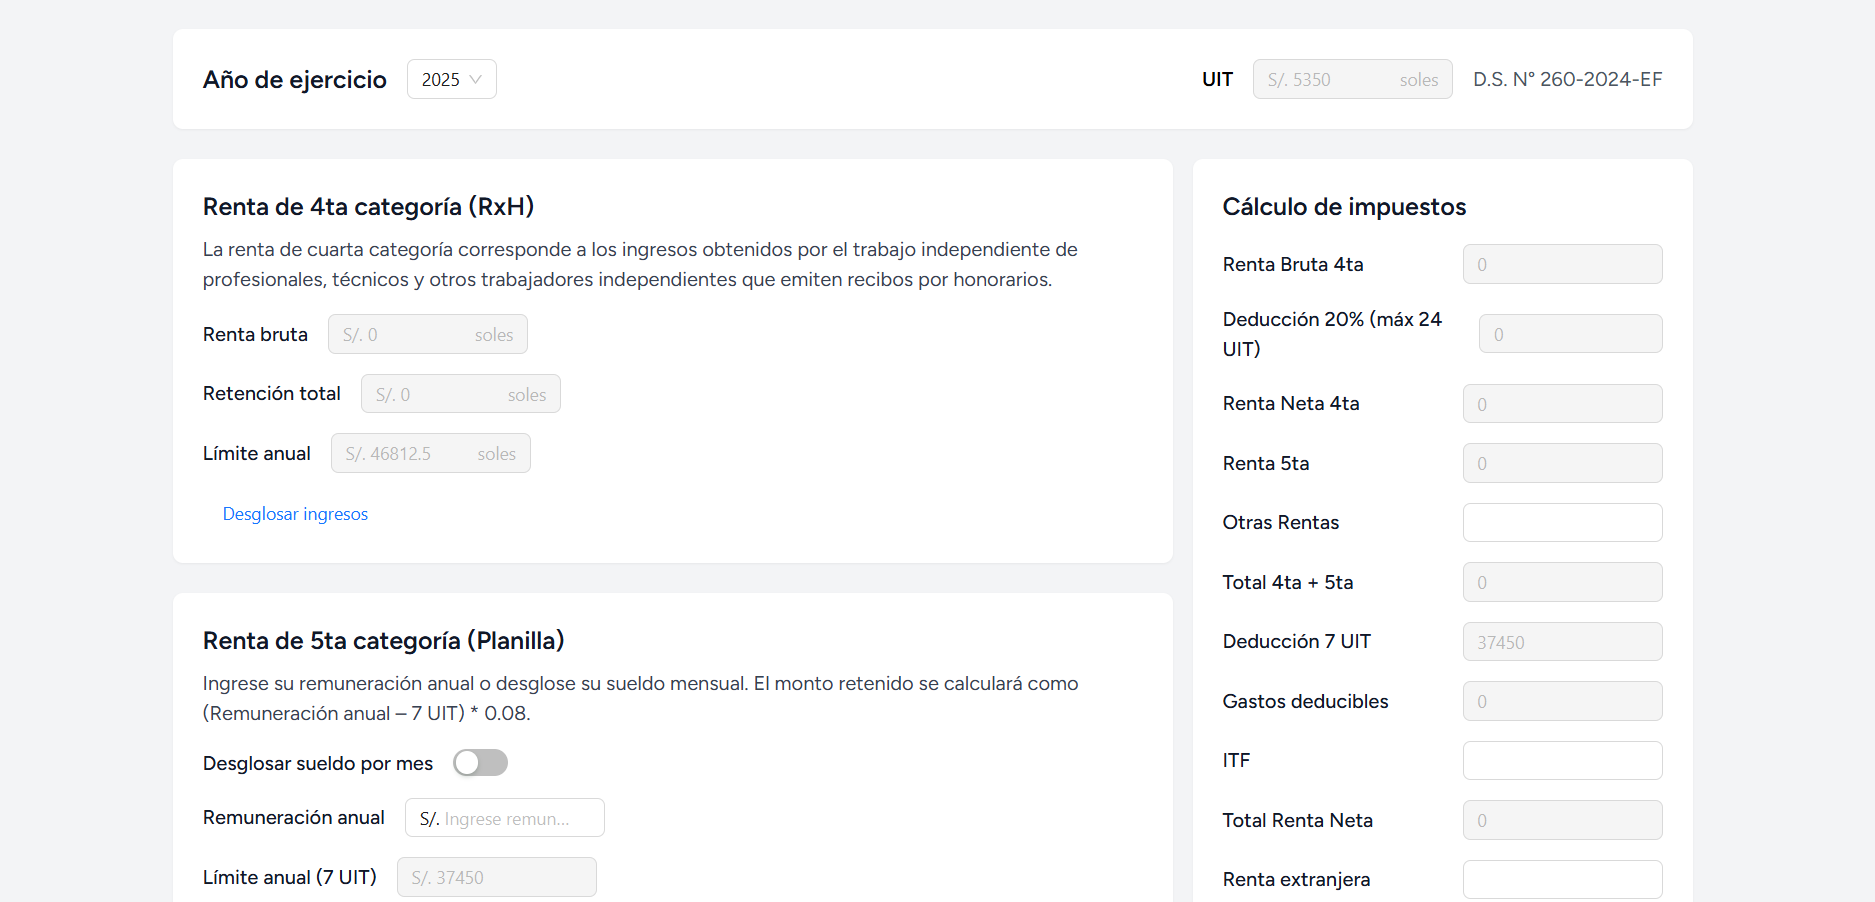 Año de ejercicio 2025 UIT S/. 5350 soles D.S. N° 260-2024-EF
Renta de 4ta categoría (RxH)
La renta de cuarta categoría corresponde a los ingresos obtenidos por el trabajo independiente de
profesionales, técnicos y otros trabajadores independientes que emiten recibos por honorarios.
Renta bruta S/. 0 soles
Retención total S/. 0 soles
Límite anual S/. 46812.5 soles
Desglosar ingresos
Renta de 5ta categoría (Planilla)
Ingrese su remuneración anual o desglose su sueldo mensual. El monto retenido se calculará como
(Remuneración anual – 7 UIT) * 0.08.
Desglosar sueldo por mes
Remuneración anual S/. Ingrese remun...
Límite anual (7 UIT) S/. 37450
Cálculo de impuestos
Renta Bruta 4ta 0
Deducción 20% (máx 24
UIT) 0
Renta Neta 4ta 0
Renta 5ta 0
Otras Rentas
Total 4ta + 5ta 0
Deducción 7 UIT 37450
Gastos deducibles 0
ITF
Total Renta Neta 0
Renta extranjera